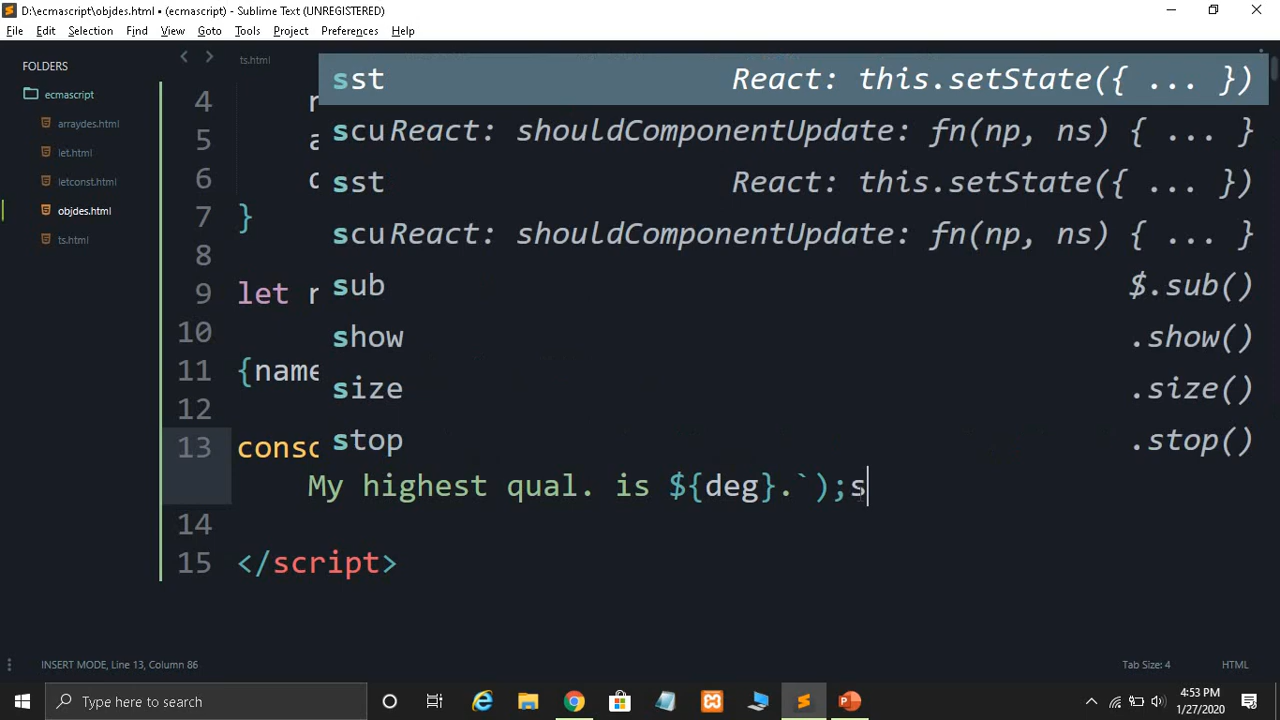 D:\ecmascript\objdes.html • (ecmascript) - Sublime Text (UNREGISTERED)
File Edit Selection Find View Goto Tools Project Preferences Help
FOLDERS
ecmascript
arraydes.html
let.html
letconst.html
objdes.html
ts.html
ts.html
sst React: this.setState({ ... })
4
scu React: shouldComponentUpdate: fn(np, ns) { ... }
5 a
sst React: this.setState({ ... })
6
7 }
scu React: shouldComponentUpdate: fn(np, ns) { ... }
8
sub $.sub()
9 let
10
show .show()
11 {name
size .size()
12
stop .stop()
13 conso
My highest qual. is ${deg}.`);s
14
15 </script>
INSERT MODE, Line 13, Column 86
Tab Size: 4 HTML
Type here to search
4:53 PM
1/27/2020